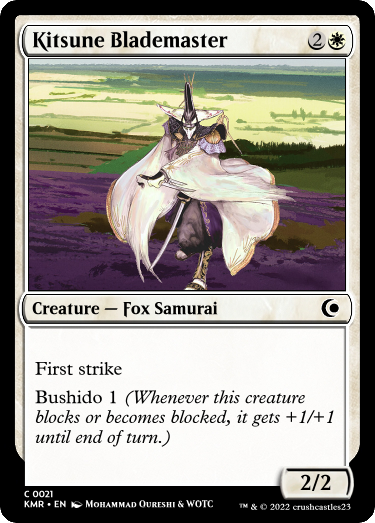 Kitsune Blademaster 2
Creature — Fox Samurai
First strike
Bushido 1 (Whenever this creature
blocks or becomes blocked, it gets +1/+1
until end of turn.)
2/2
C 0021
KMR • EN Mohammad Qureshi & WOTC
™ & © 2022 crushcastles23